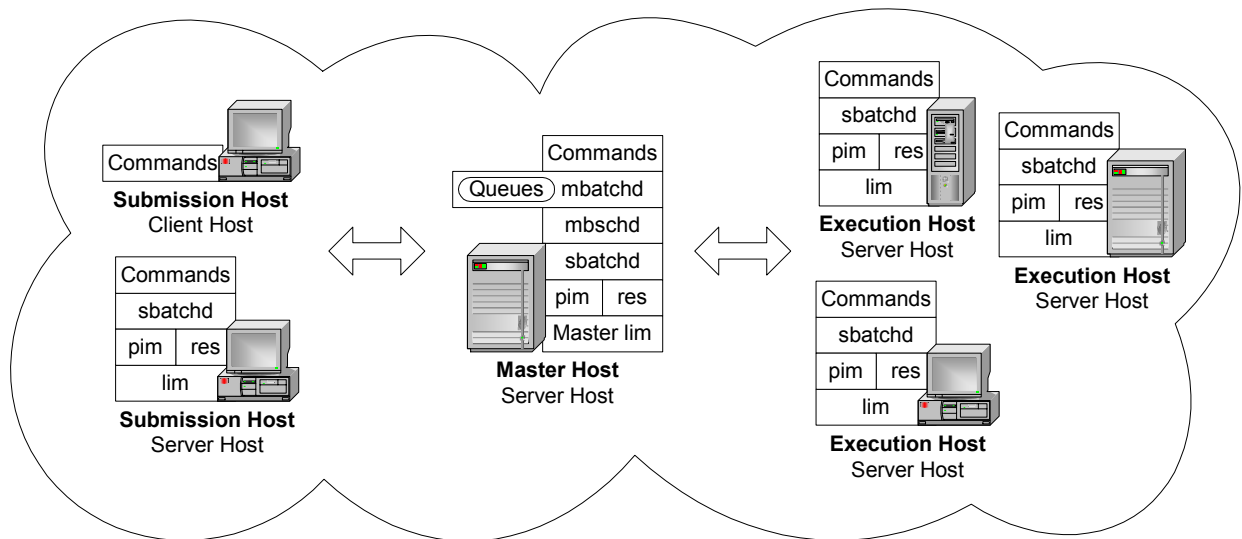 Commands
Submission Host
Client Host
Commands
sbatchd
pim res
lim
Submission Host
Server Host
Commands
Queues mbatchd
mbschd
sbatchd
pim res
Master lim
Master Host
Server Host
Commands
sbatchd
pim res
lim
Execution Host
Server Host
Commands
sbatchd
pim res
lim
Execution Host
Server Host
Commands
sbatchd
pim res
lim
Execution Host
Server Host